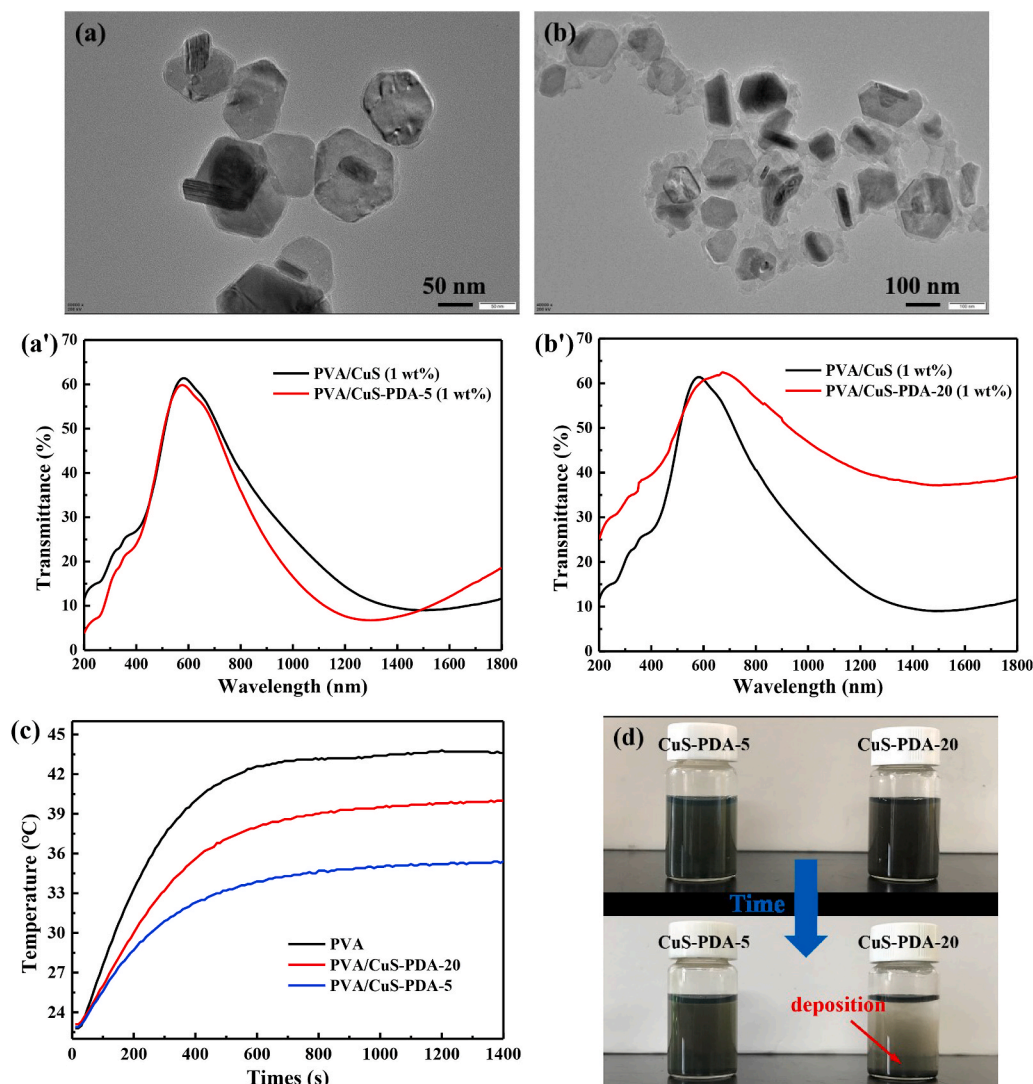 (a)
50 nm
50 nm
(b)
100 nm
100 nm
(a')
70
60
50
40
30
20
10
0
Transmittance (%)
PVA/CuS (1 wt%)
PVA/CuS-PDA-5 (1 wt%)
200 400 600 800 1000 1200 1400 1600 1800
Wavelength (nm)
(b')
70
60
50
40
30
20
10
0
Transmittance (%)
PVA/CuS (1 wt%)
PVA/CuS-PDA-20 (1 wt%)
200 400 600 800 1000 1200 1400 1600 1800
Wavelength (nm)
(c)
45
42
39
36
33
30
27
24
Temperature (°C)
PVA
PVA/CuS-PDA-20
PVA/CuS-PDA-5
0 200 400 600 800 1000 1200 1400
Times (s)
(d)
CuS-PDA-5 CuS-PDA-20
Time
CuS-PDA-5 CuS-PDA-20
deposition